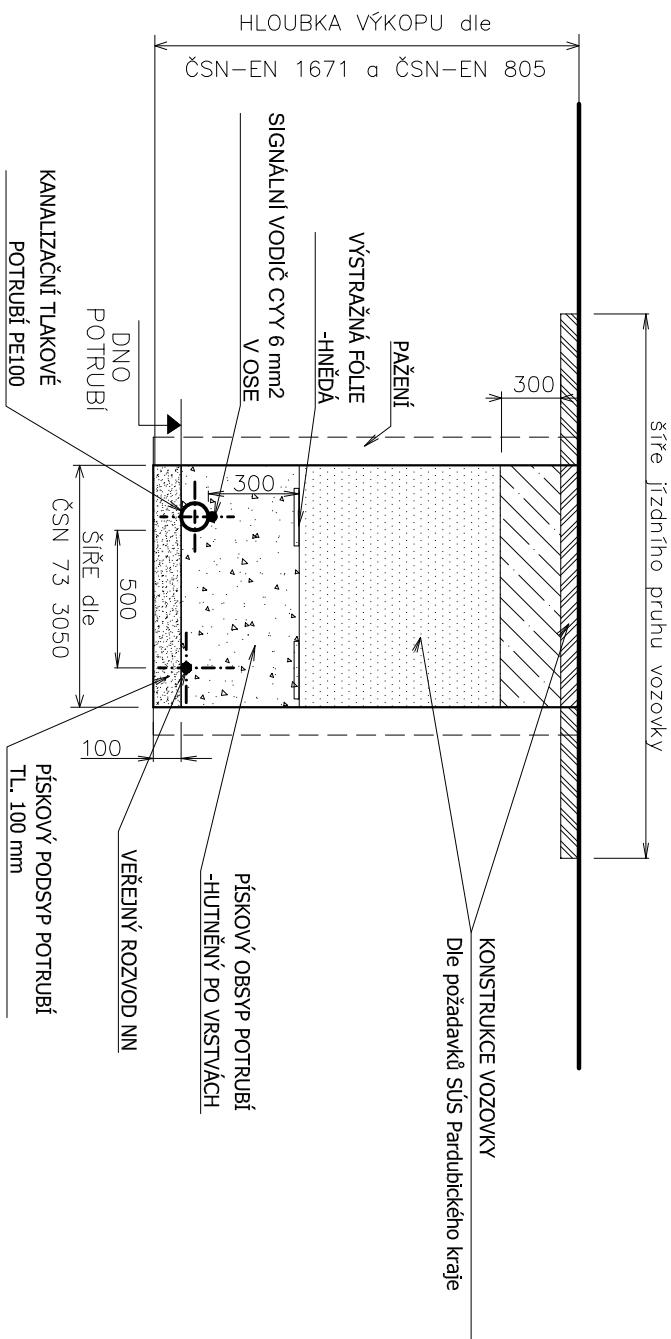 HLOUBKA VÝKOPU dle
ČSN-EN 1671 a ČSN-EN 805
šíře jízdního pruhu vozovky
300
PAŽENÍ
VÝSTRAŽNÁ FÓLIE
-HNĚDÁ
SIGNÁLNÍ VODIČ CYY 6 mm2
V OSE
DNO
POTRUBÍ
KANALIZAČNÍ TLAKOVÉ
POTRUBÍ PE100
300
500
ŠÍŘE dle
ČSN 73 3050
100
KONSTRUKCE VOZOVKY
Dle požadavků SÚS Pardubického kraje
PÍSKOVÝ OBSYP POTRUBÍ
-HUTNĚNÝ PO VRSTVÁCH
VEŘEJNÝ ROZVOD NN
PÍSKOVÝ PODSYP POTRUBÍ
TL. 100 mm